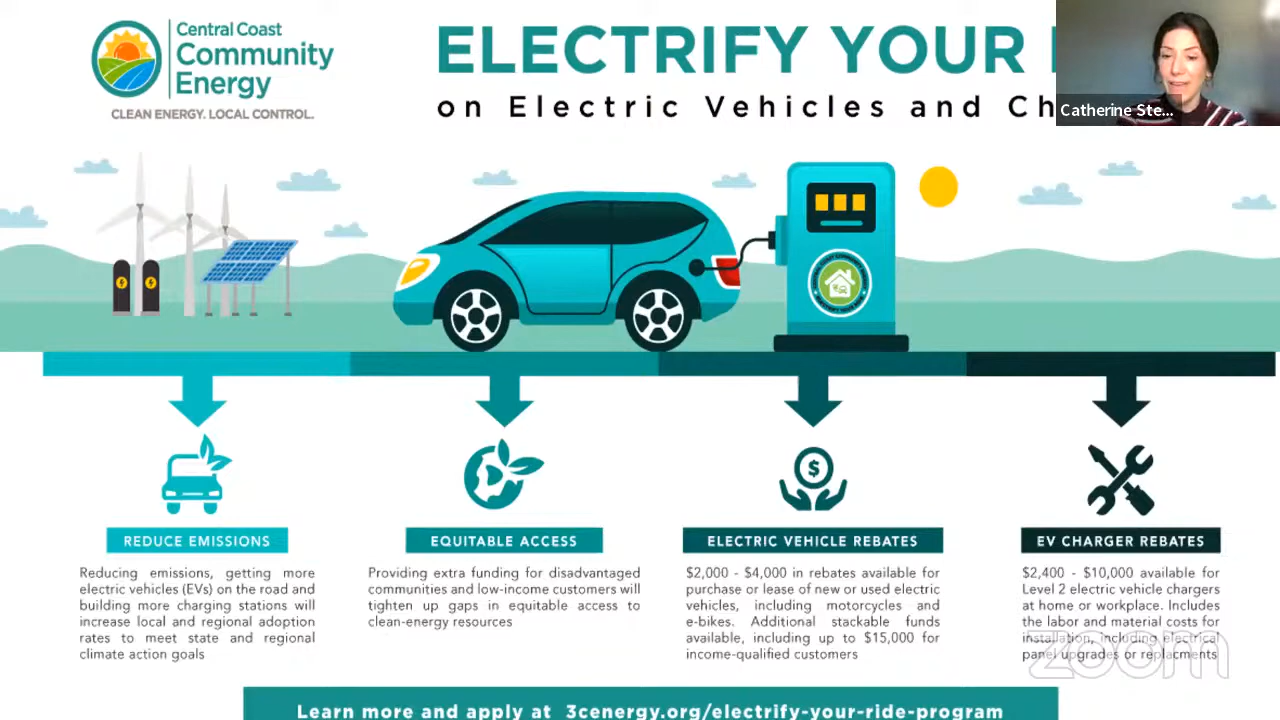 Central Coast
Community
Energy
CLEAN ENERGY. LOCAL CONTROL.
ELECTRIFY YOUR
on Electric Vehicles and Ch
Catherine Ste...
REDUCE EMISSIONS
Reducing emissions, getting more
electric vehicles (EVs) on the road and
building more charging stations will
increase local and regional adoption
rates to meet state and regional
climate action goals
EQUITABLE ACCESS
Providing extra funding for disadvantaged
communities and low-income customers will
tighten up gaps in equitable access to
clean-energy resources
ELECTRIC VEHICLE REBATES
$2,000 - $4,000 in rebates available for
purchase or lease of new or used electric
vehicles, including motorcycles and
e-bikes. Additional stackable funds
available, including up to $15,000 for
income-qualified customers
EV CHARGER REBATES
$2,400 - $10,000 available for
Level 2 electric vehicle chargers
at home or workplace. Includes
the labor and material costs for
installation, including electrical
panel upgrades or replacments
zoom
Learn more and apply at 3cenergy.org/electrify-your-ride-program